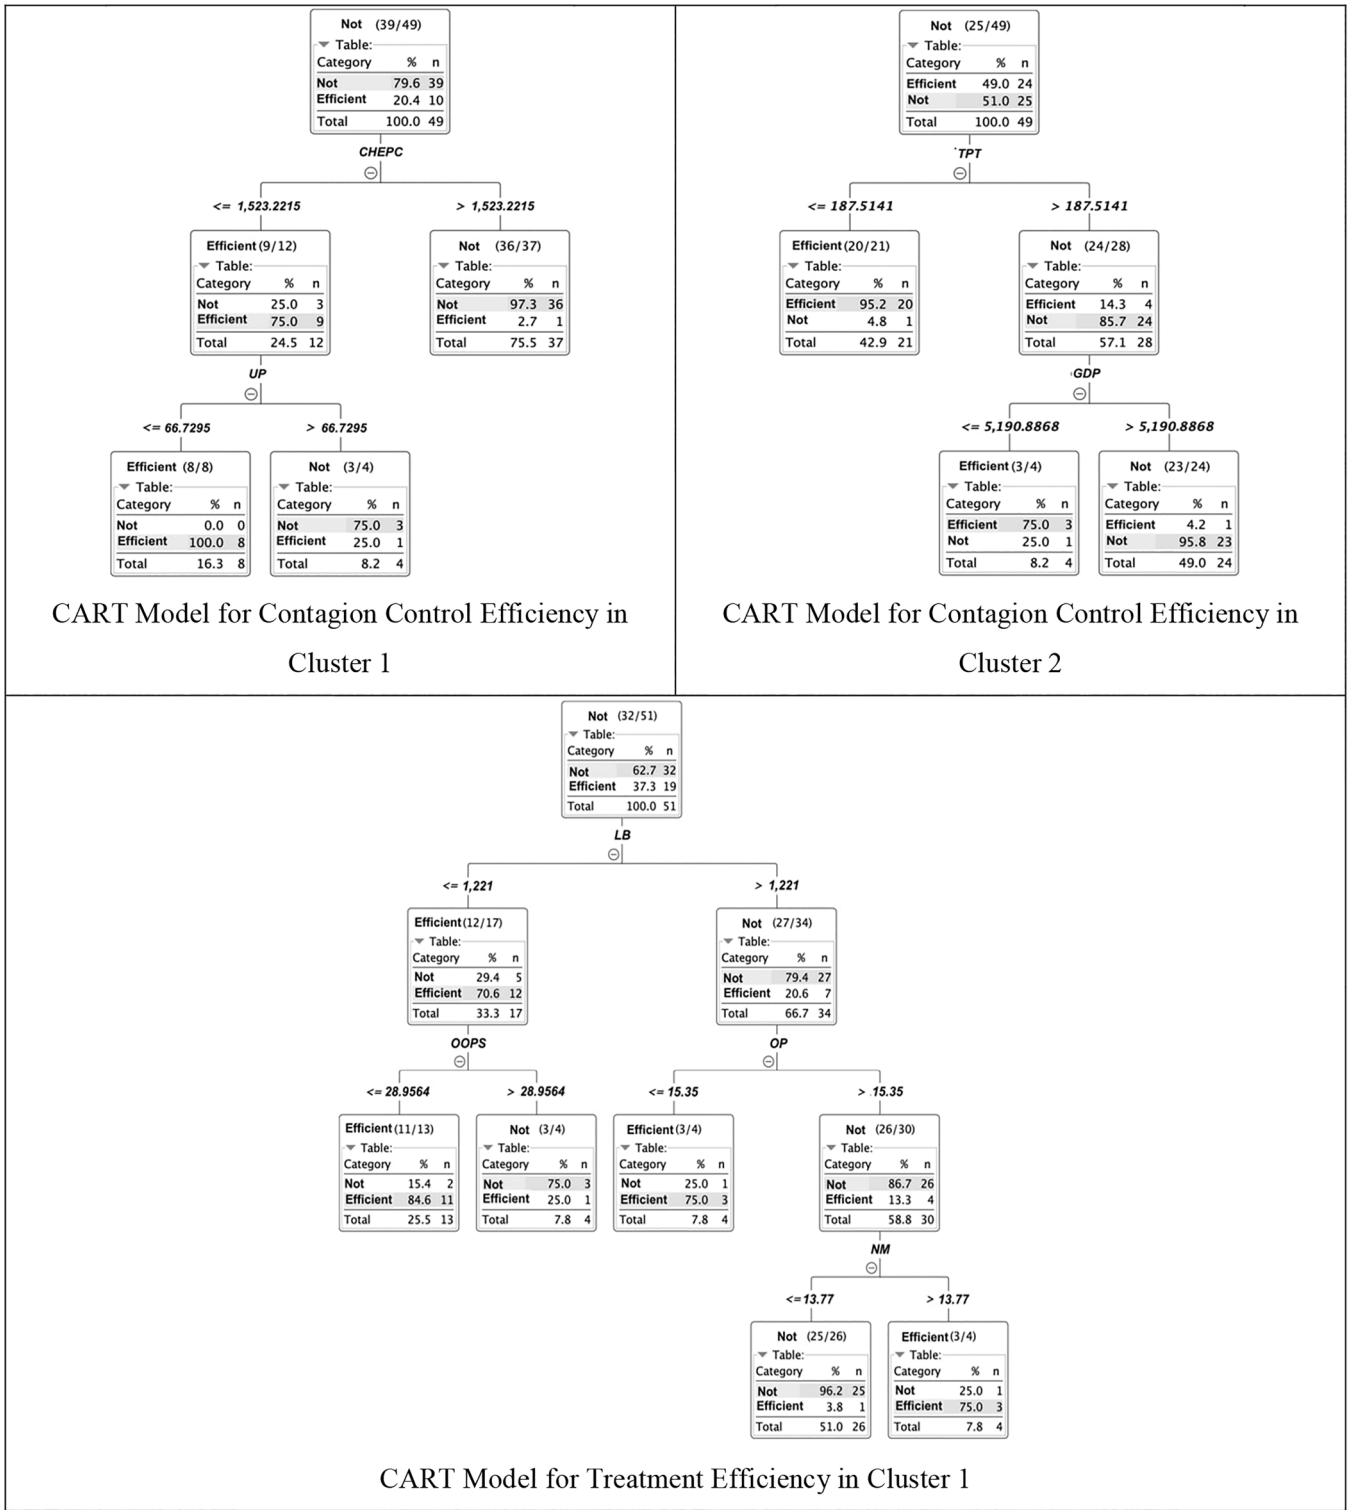 Not (39/49)
Table:
Category % n
Not 79.6 39
Efficient 20.4 10
Total 100.0 49
CHEPC
<= 1,523.2215
> 1,523.2215
Efficient (9/12)
Table:
Category % n
Not 25.0 3
Efficient 75.0 9
Total 24.5 12
Not (36/37)
Table:
Category % n
Not 97.3 36
Efficient 2.7 1
Total 75.5 37
UP
<= 66.7295
> 66.7295
Efficient (8/8)
Table:
Category % n
Not 0.0 0
Efficient 100.0 8
Total 16.3 8
Not (3/4)
Table:
Category % n
Not 75.0 3
Efficient 25.0 1
Total 8.2 4
CART Model for Contagion Control Efficiency in
Cluster 1
Not (25/49)
Table:
Category % n
Efficient 49.0 24
Not 51.0 25
Total 100.0 49
TPT
<= 187.5141
> 187.5141
Efficient (20/21)
Table:
Category % n
Efficient 95.2 20
Not 4.8 1
Total 42.9 21
Not (24/28)
Table:
Category % n
Efficient 14.3 4
Not 85.7 24
Total 57.1 28
GDP
<= 5,190.8868
> 5,190.8868
Efficient (3/4)
Table:
Category % n
Efficient 75.0 3
Not 25.0 1
Total 8.2 4
Not (23/24)
Table:
Category % n
Efficient 4.2 1
Not 95.8 23
Total 49.0 24
CART Model for Contagion Control Efficiency in
Cluster 2
Not (32/51)
Table:
Category % n
Not 62.7 32
Efficient 37.3 19
Total 100.0 51
LB
<= 1,221
> 1,221
Efficient (12/17)
Table:
Category % n
Not 29.4 5
Efficient 70.6 12
Total 33.3 17
Not (27/34)
Table:
Category % n
Not 79.4 27
Efficient 20.6 7
Total 66.7 34
OOPS
OP
<= 28.9564
> 28.9564
<= 15.35
> 15.35
Efficient (11/13)
Table:
Category % n
Not 15.4 2
Efficient 84.6 11
Total 25.5 13
Not (3/4)
Table:
Category % n
Not 75.0 3
Efficient 25.0 1
Total 7.8 4
Efficient (3/4)
Table:
Category % n
Not 25.0 1
Efficient 75.0 3
Total 7.8 4
Not (26/30)
Table:
Category % n
Not 86.7 26
Efficient 13.3 4
Total 58.8 30
NM
<= 13.77
> 13.77
Not (25/26)
Table:
Category % n
Not 96.2 25
Efficient 3.8 1
Total 51.0 26
Efficient (3/4)
Table:
Category % n
Not 25.0 1
Efficient 75.0 3
Total 7.8 4
CART Model for Treatment Efficiency in Cluster 1